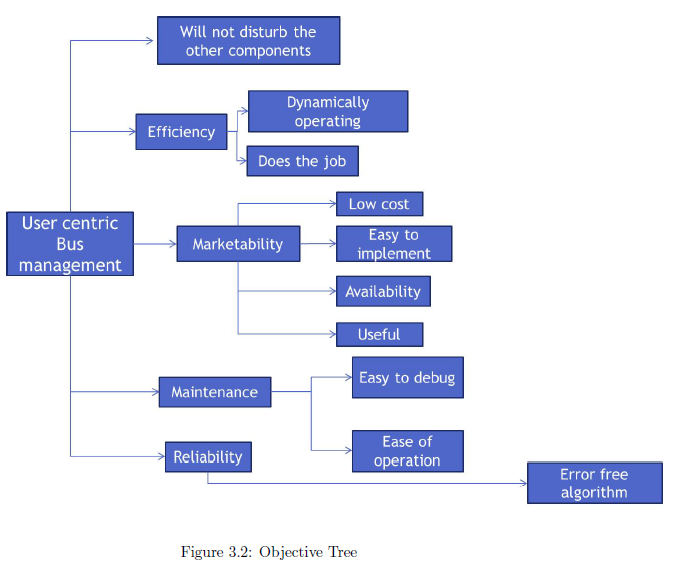 Will not disturb the
other components
Dynamically
operating
Efficiency
Does the job
Low cost
User centric
Bus
management
Marketability
Easy to
implement
Availability
Useful
Easy to debug
Maintenance
Ease of
operation
Reliability
Error free
algorithm
Figure 3.2: Objective Tree